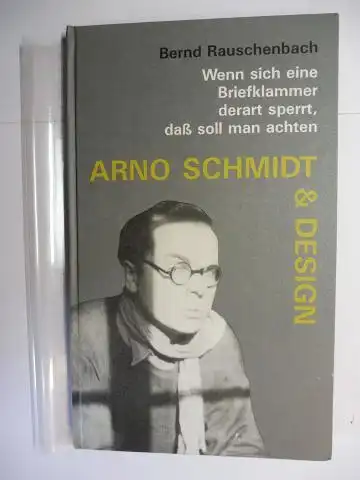 Bernd Rauschenbach
Wenn sich eine
Briefklammer
derart sperrt,
daß soll man achten
ARNO SCHMIDT
& DESIGN